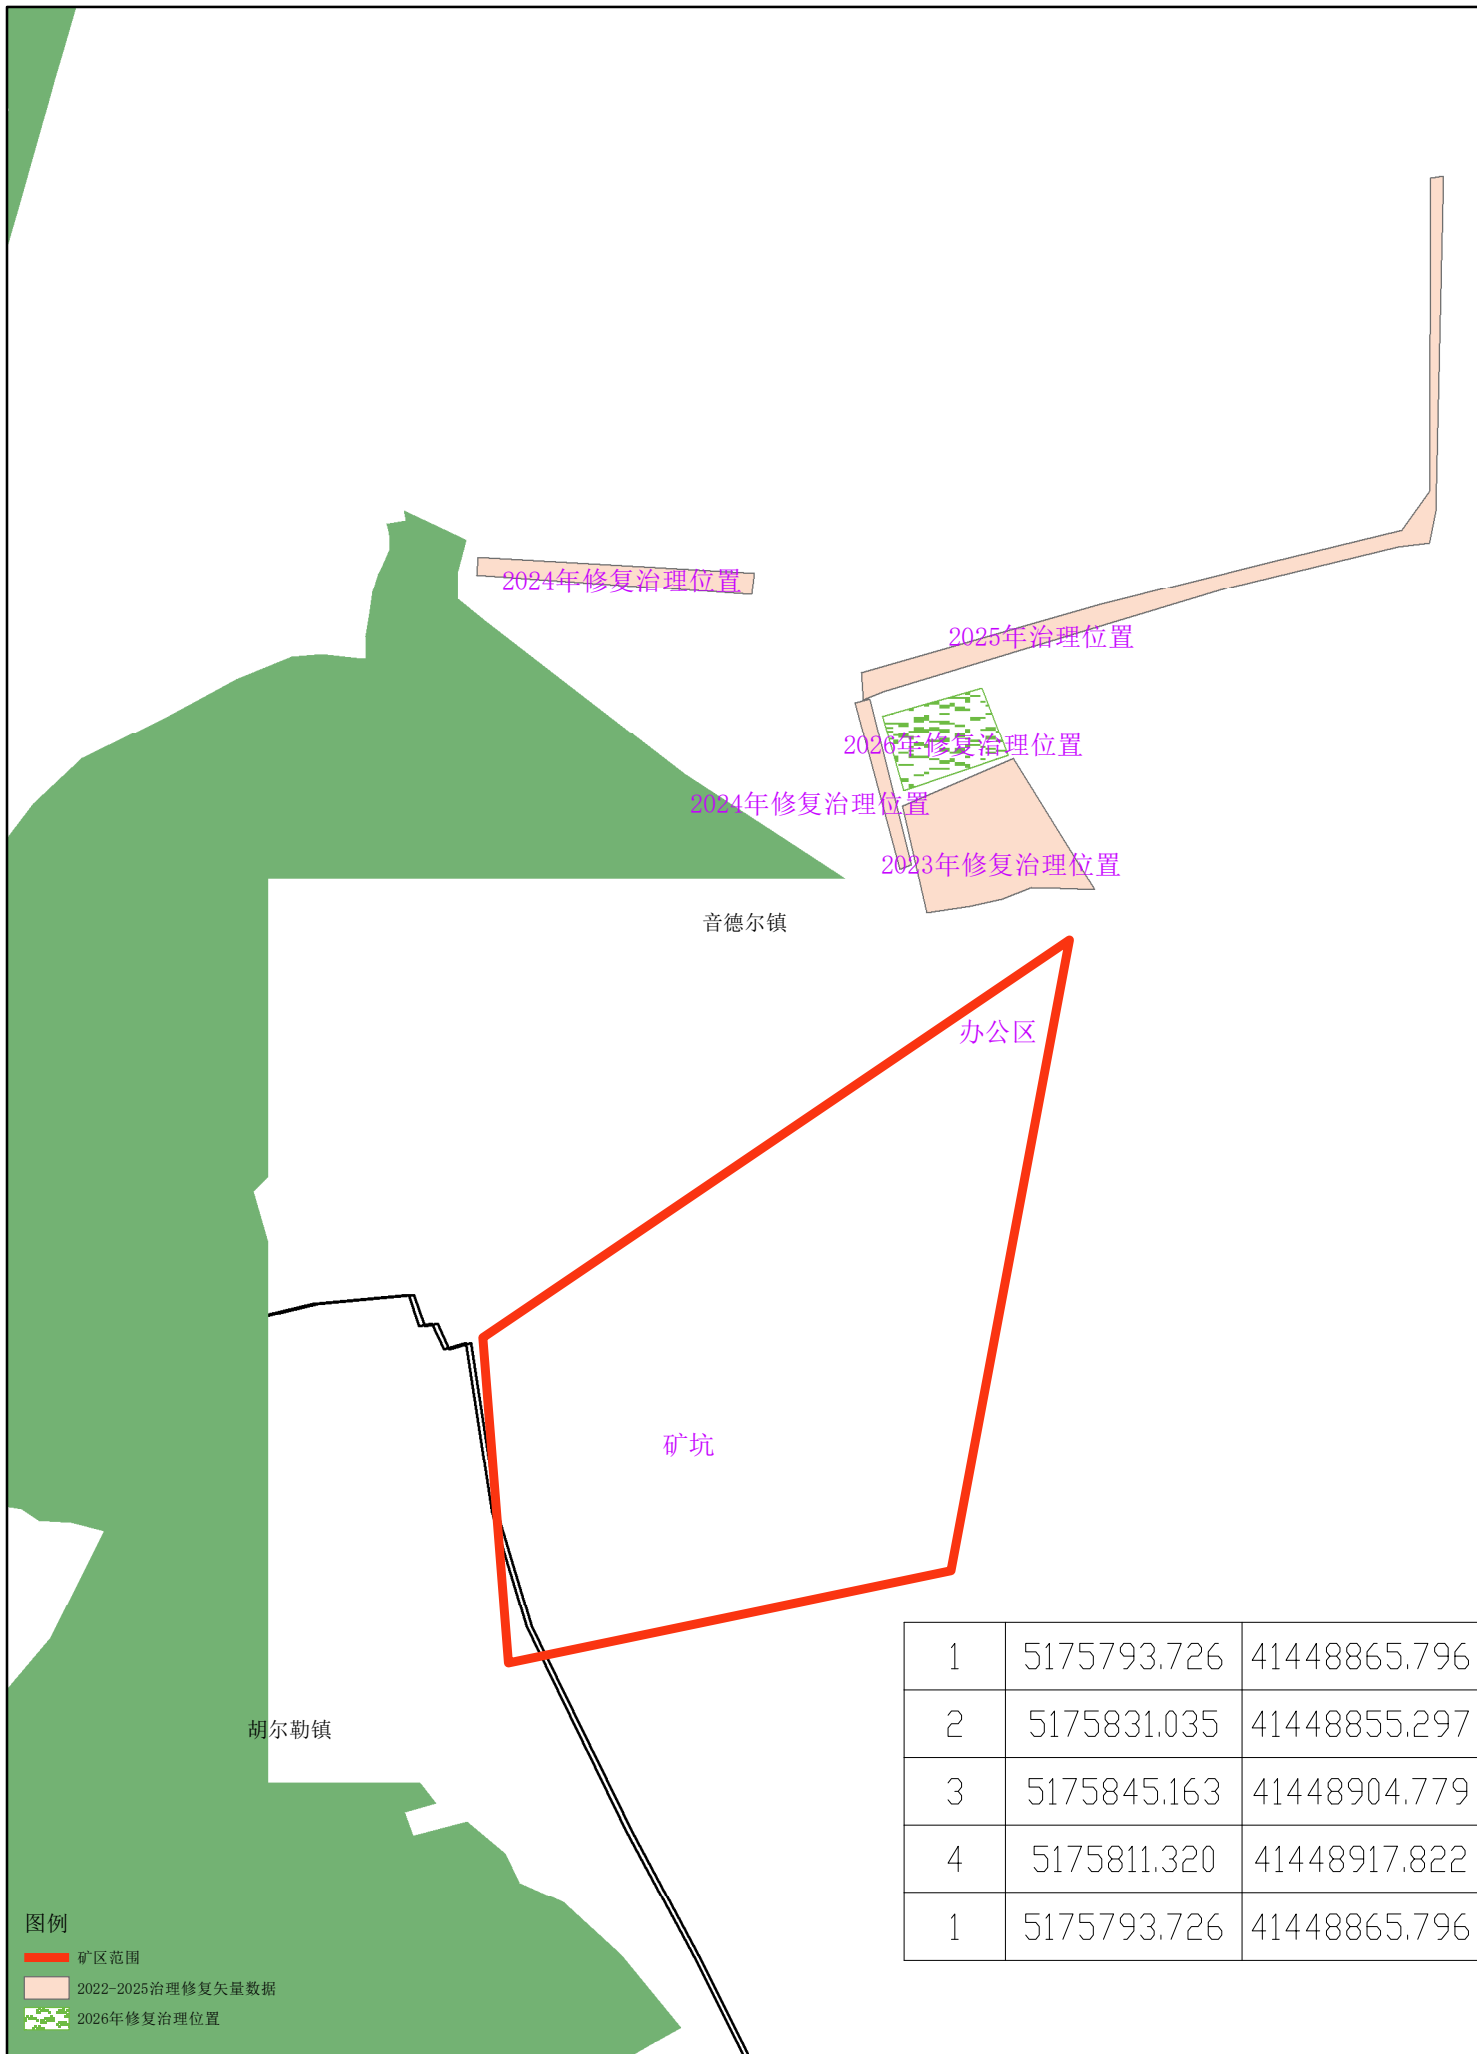 2024年修复治理位置
2025年治理位置
2026年修复治理位置
2024年修复治理位置
2023年修复治理位置
音德尔镇
办公区
矿坑
胡尔勒镇
1 5175793.726 41448865.796
2 5175831.035 41448855.297
3 5175845.163 41448904.779
4 5175811.320 41448917.822
1 5175793.726 41448865.796
图例
矿区范围
2022-2025治理修复矢量数据
2026年修复治理位置